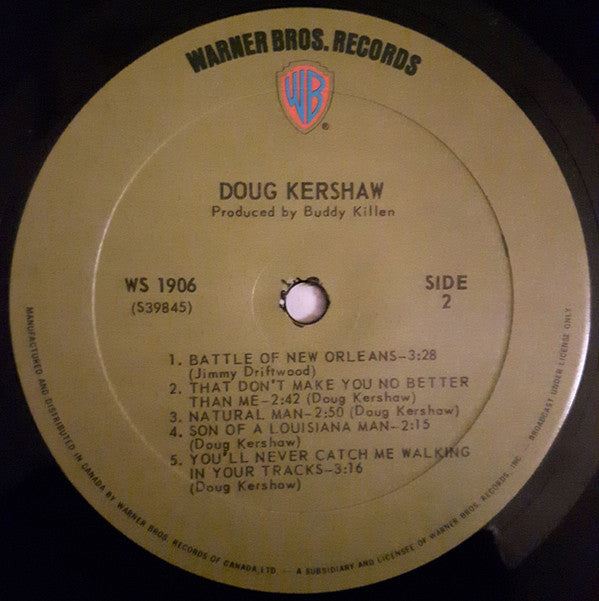 WARNER BROS. RECORDS
WB
®
DOUG KERSHAW
Produced by Buddy Killen
WS 1906
(S39845)
SIDE
2
1. BATTLE OF NEW ORLEANS–3:28
(Jimmy Driftwood)
2. THAT DON'T MAKE YOU NO BETTER
THAN ME–2:42 (Doug Kershaw)
3. NATURAL MAN–2:50 (Doug Kershaw)
4. SON OF A LOUISIANA MAN–2:15
(Doug Kershaw)
5. YOU'LL NEVER CATCH ME WALKING
IN YOUR TRACKS–3:16
(Doug Kershaw)
MANUFACTURED AND DISTRIBUTED IN CANADA BY WARNER BROS. RECORDS OF CANADA, LTD. — A SUBSIDIARY AND LICENSEE OF WARNER BROS. RECORDS, INC. — BROADCAST UNDER LICENSE ONLY.